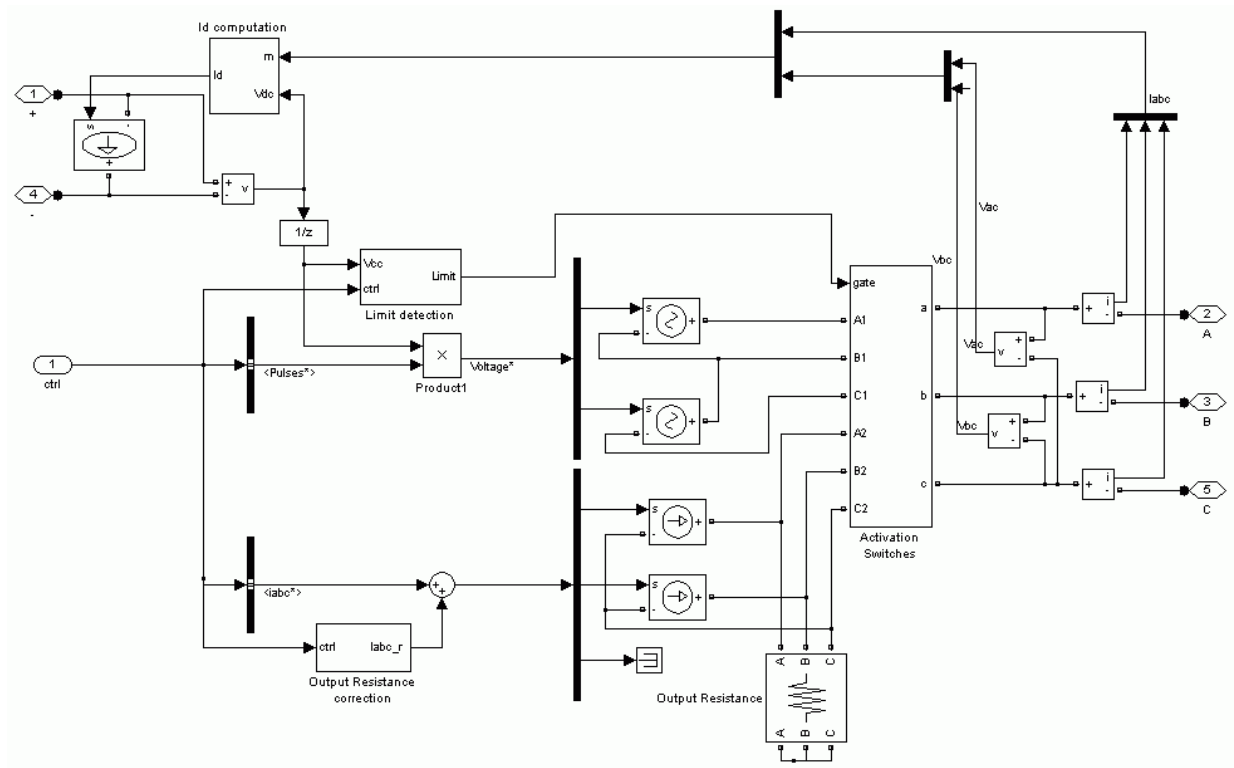 Id computation
m
Id
Vdc
1
+
s
-
+
4
-
+
-
v
1/z
Iabc
Vac
Vbc
Vcc
Limit
ctrl
Limit detection
gate
a
i
+
-
2
A
s
+
-
A1
1
ctrl
<Pulses*>
×
Product1
Voltage*
B1
Vac
+
v
-
C1
b
i
+
-
3
B
s
+
-
A2
Vbc
+
v
-
B2
c
i
+
-
5
C
s
+
-
C2
Activation
Switches
<iabc*>
+
+
s
+
-
ctrl
Iabc_r
Output Resistance
correction
A
B
C
Output Resistance
A
B
C